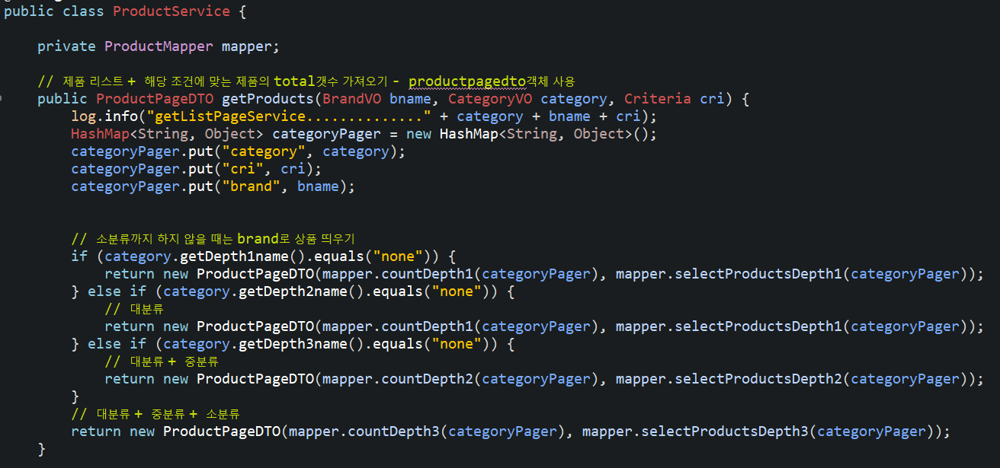 public class ProductService {
private ProductMapper mapper;
// 제품 리스트 + 해당 조건에 맞는 제품의 total갯수 가져오기 - productpagedto객체 사용
public ProductPageDTO getProducts(BrandVO bname, CategoryVO category, Criteria cri) {
log.info("getListPageService.............." + category + bname + cri);
HashMap<String, Object> categoryPager = new HashMap<String, Object>();
categoryPager.put("category", category);
categoryPager.put("cri", cri);
categoryPager.put("brand", bname);
// 소분류까지 하지 않을 때는 brand로 상품 띄우기
if (category.getDepth1name().equals("none")) {
return new ProductPageDTO(mapper.countDepth1(categoryPager), mapper.selectProductsDepth1(categoryPager));
} else if (category.getDepth2name().equals("none")) {
// 대분류
return new ProductPageDTO(mapper.countDepth1(categoryPager), mapper.selectProductsDepth1(categoryPager));
} else if (category.getDepth3name().equals("none")) {
// 대분류 + 중분류
return new ProductPageDTO(mapper.countDepth2(categoryPager), mapper.selectProductsDepth2(categoryPager));
}
// 대분류 + 중분류 + 소분류
return new ProductPageDTO(mapper.countDepth3(categoryPager), mapper.selectProductsDepth3(categoryPager));
}